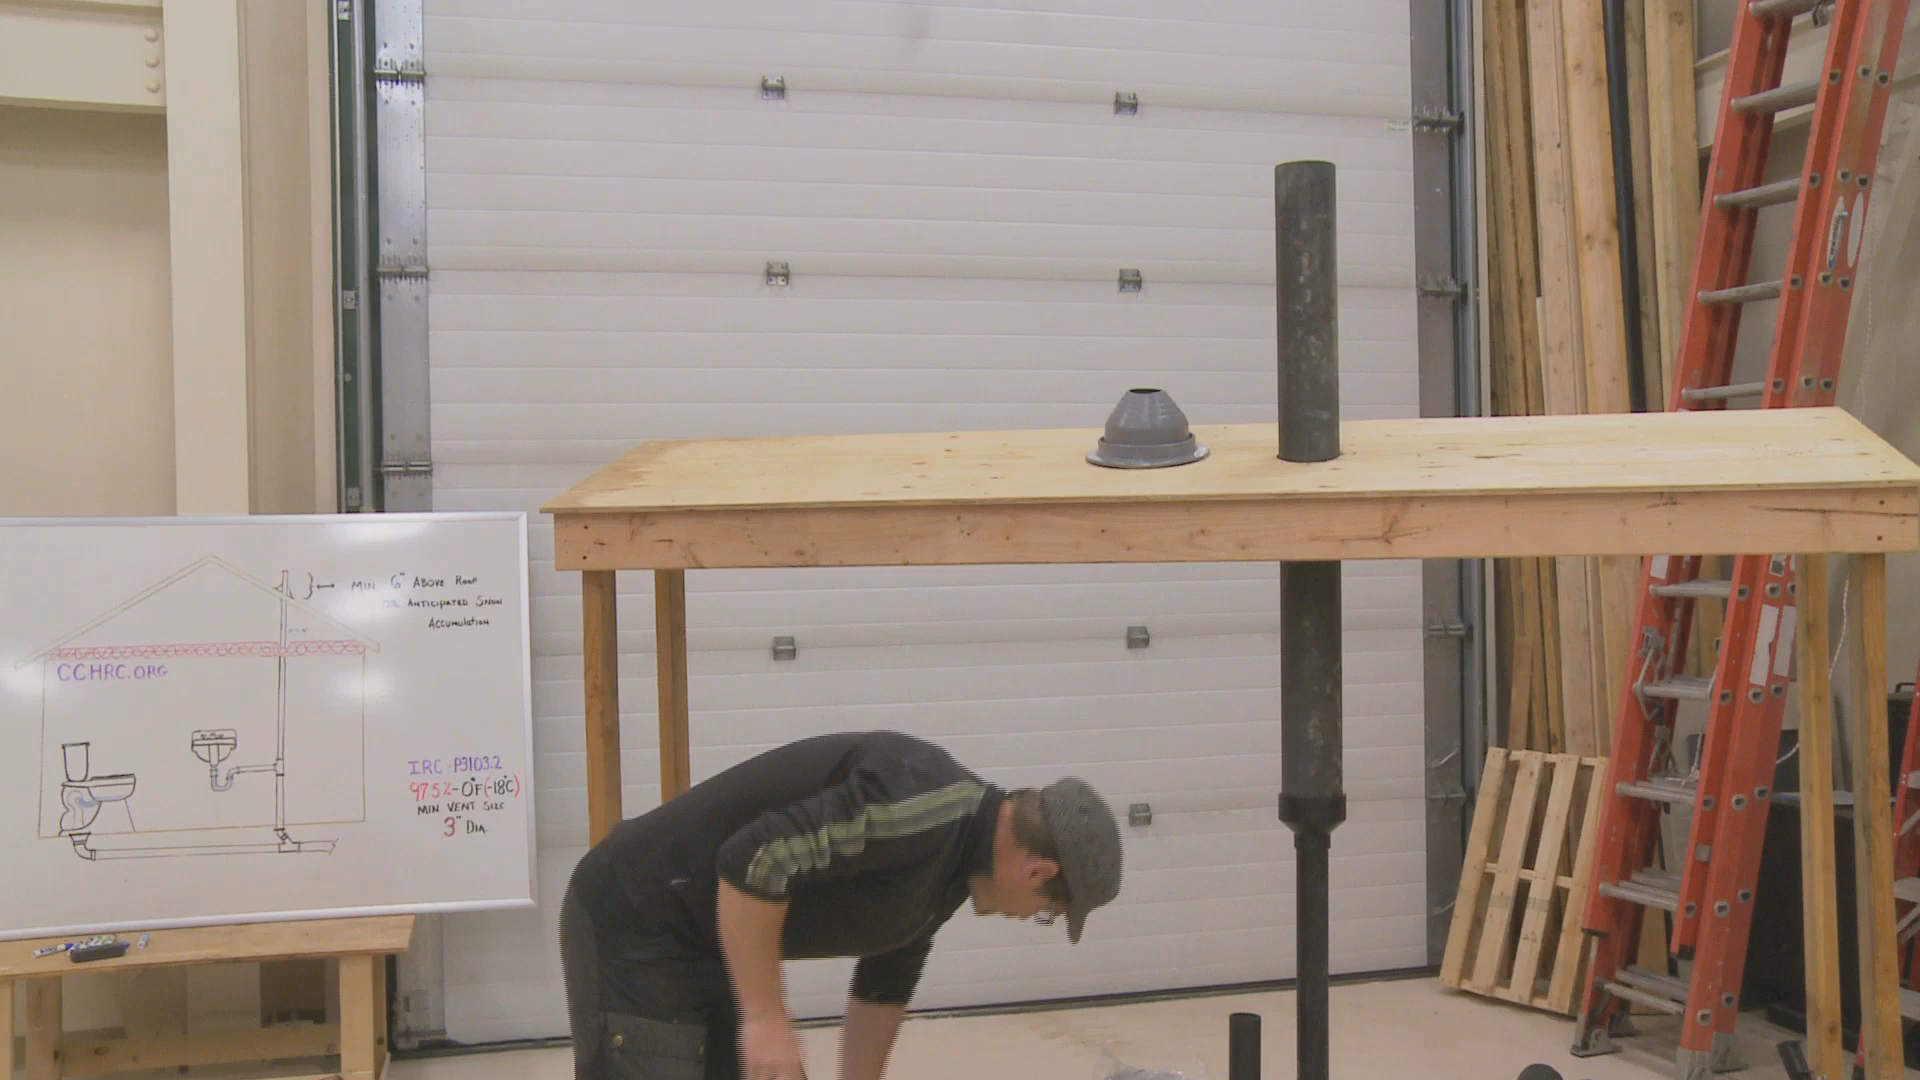 MIN 6" ABOVE ROOF
OR ANTICIPATED SNOW
ACCUMULATION
CCHRC.ORG
IRC P3103.2
97.5%-0°F(-18°C)
MIN VENT SIZE
3" DIA.